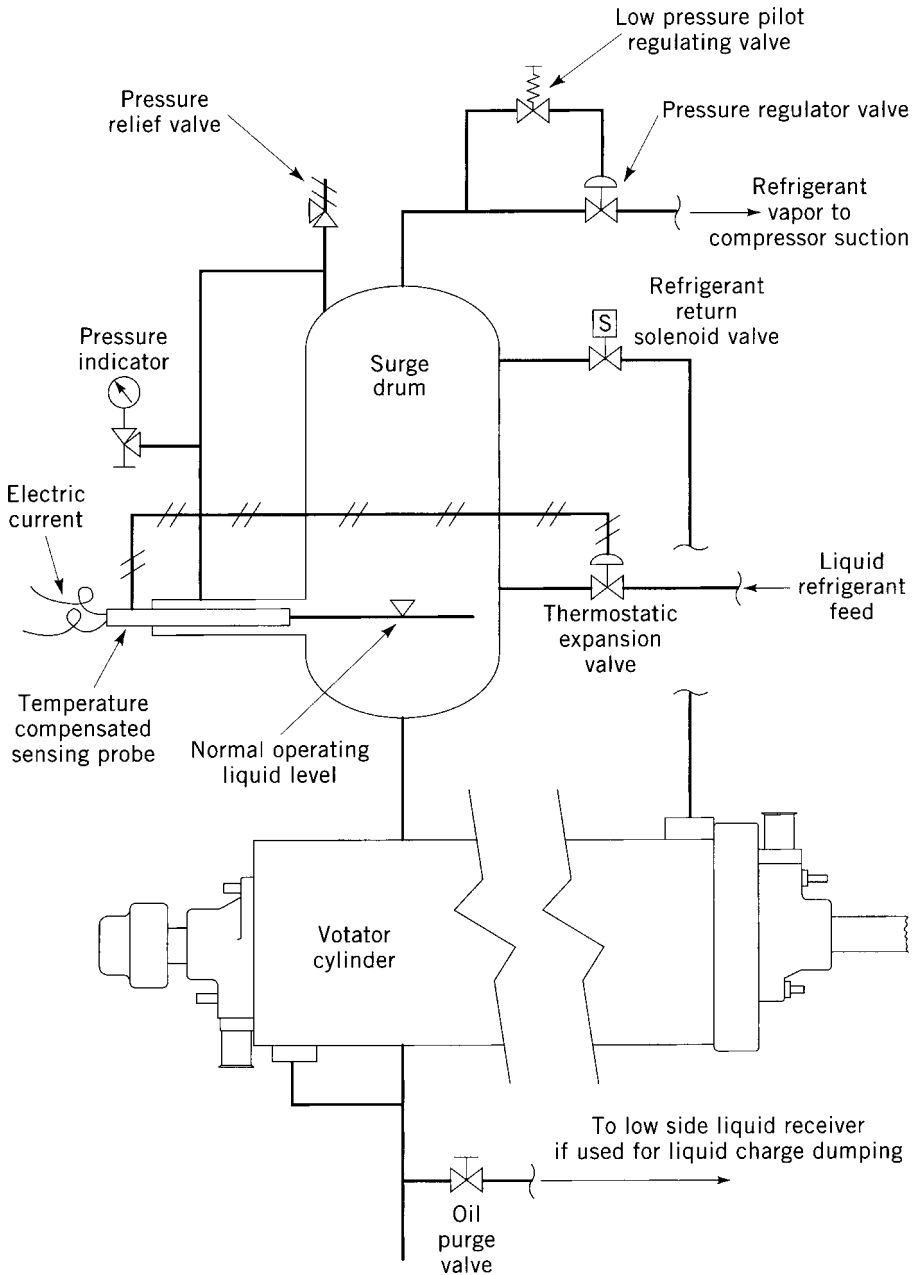 Low pressure pilot
regulating valve
Pressure
relief valve
Pressure regulator valve
Refrigerant
vapor to
compressor suction
Refrigerant
return
solenoid valve
S
Pressure
indicator
Surge
drum
Electric
current
Liquid
refrigerant
feed
Thermostatic
expansion
valve
Temperature
compensated
sensing probe
Normal operating
liquid level
Votator
cylinder
To low side liquid receiver
if used for liquid charge dumping
Oil
purge
valve